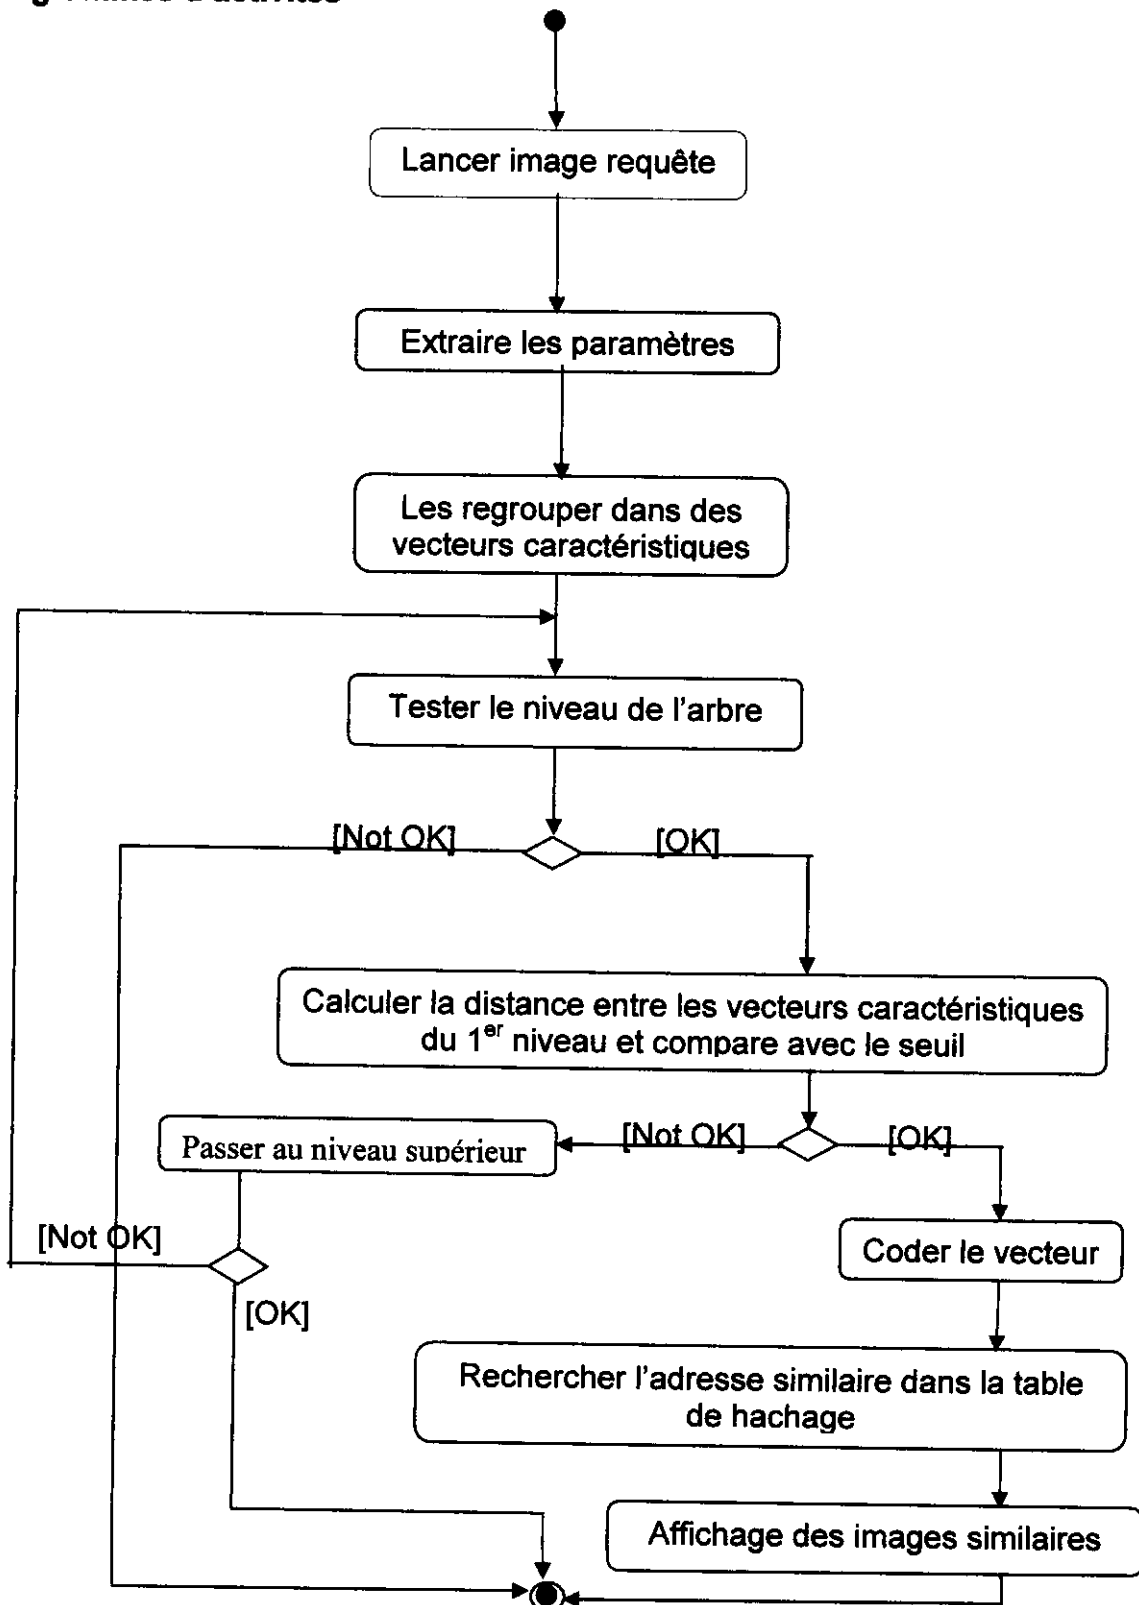 d'activités
Lancer image requête
Extraire les paramètres
Les regrouper dans des
vecteurs caractéristiques
Tester le niveau de l'arbre
[Not OK]
[OK]
Calculer la distance entre les vecteurs caractéristiques
du 1er niveau et compare avec le seuil
Passer au niveau supérieur
[Not OK]
[OK]
[Not OK]
Coder le vecteur
[OK]
Rechercher l'adresse similaire dans la table
de hachage
Affichage des images similaires